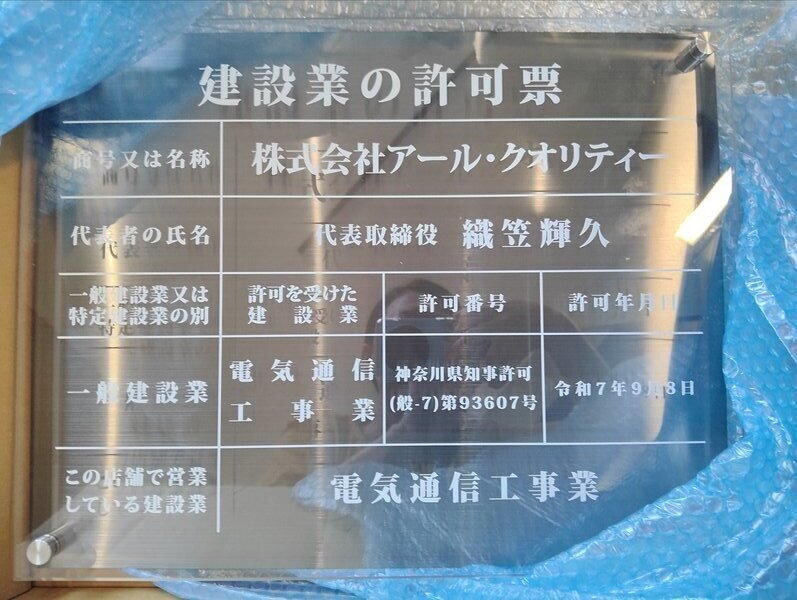 建設業の許可票
商号又は名称 株式会社アール・クオリティー
代表者の氏名 代表取締役 織笠輝久
一般建設業又は
特定建設業の別
許可を受けた
建設業
許可番号
許可年月日
一般建設業
電気通信
工事業
神奈川県知事許可
(般-7)第93607号
令和7年9月8日
この店舗で営業
している建設業
電気通信工事業